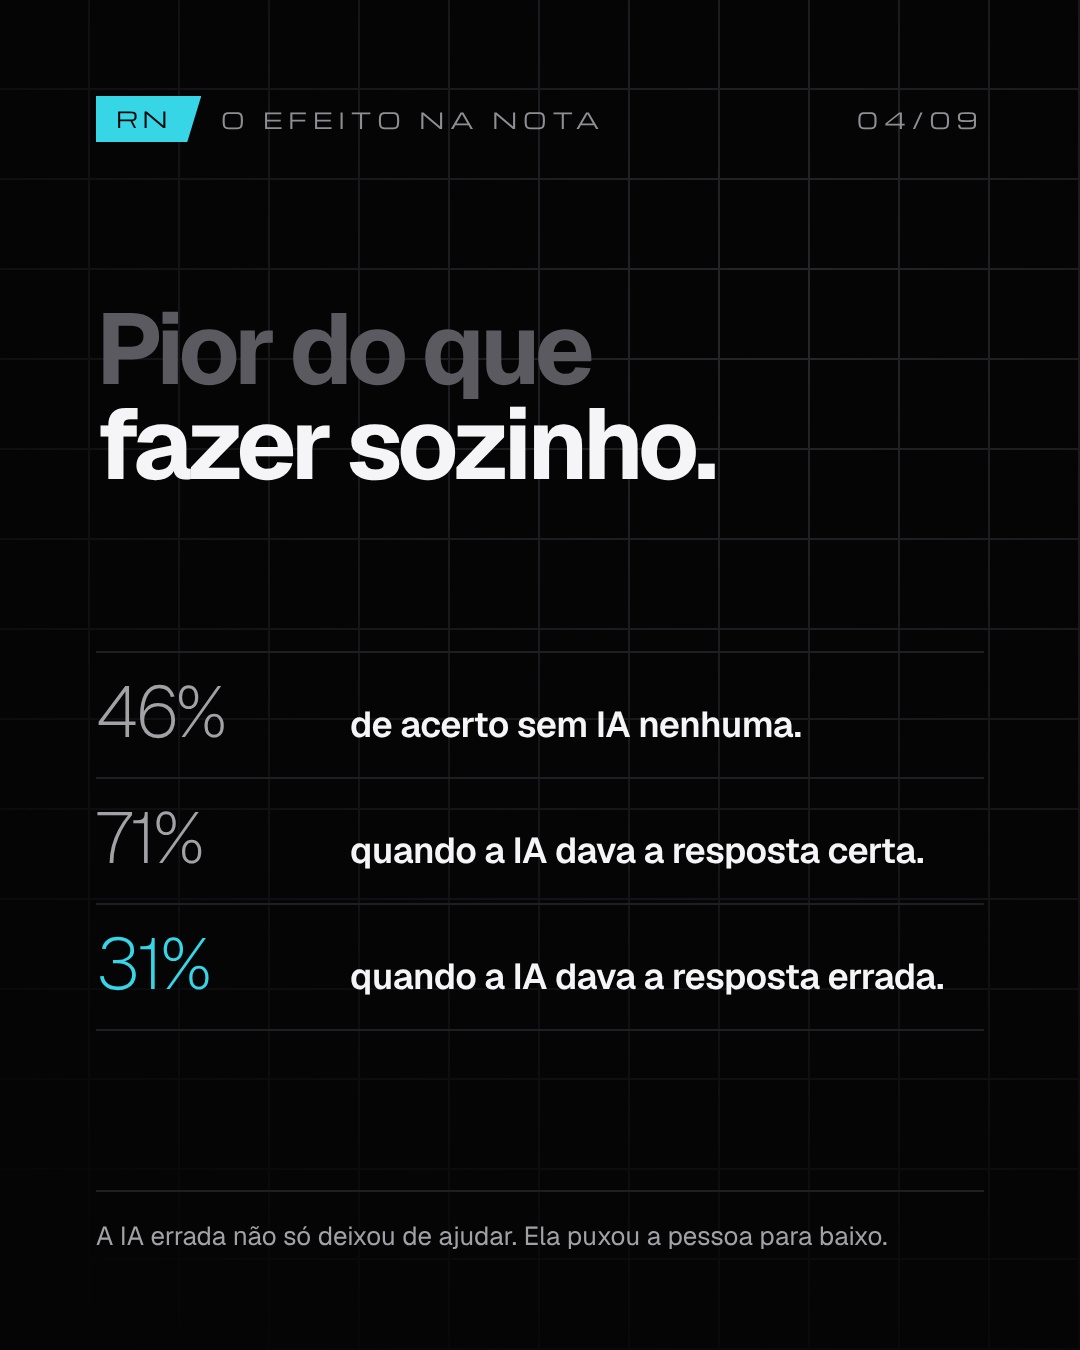 RN O EFEITO NA NOTA 04/09
Pior do que
fazer sozinho.
46% de acerto sem IA nenhuma.
71% quando a IA dava a resposta certa.
31% quando a IA dava a resposta errada.
A IA errada não só deixou de ajudar. Ela puxou a pessoa para baixo.